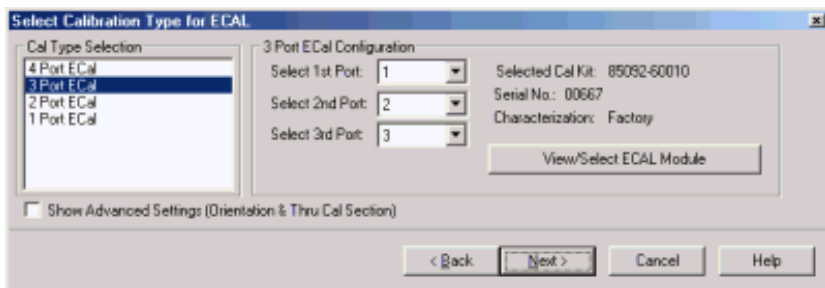 Select Calibration Type for ECAL
Cal Type Selection
4 Port ECal
3 Port ECal
2 Port ECal
1 Port ECal
3 Port ECal Configuration
Select 1st Port: 1
Select 2nd Port: 2
Select 3rd Port: 3
Selected Cal Kit: 85092-60010
Serial No.: 00667
Characterization: Factory
View/Select ECAL Module
Show Advanced Settings (Orientation & Thru Cal Section)
< Back
Next >
Cancel
Help